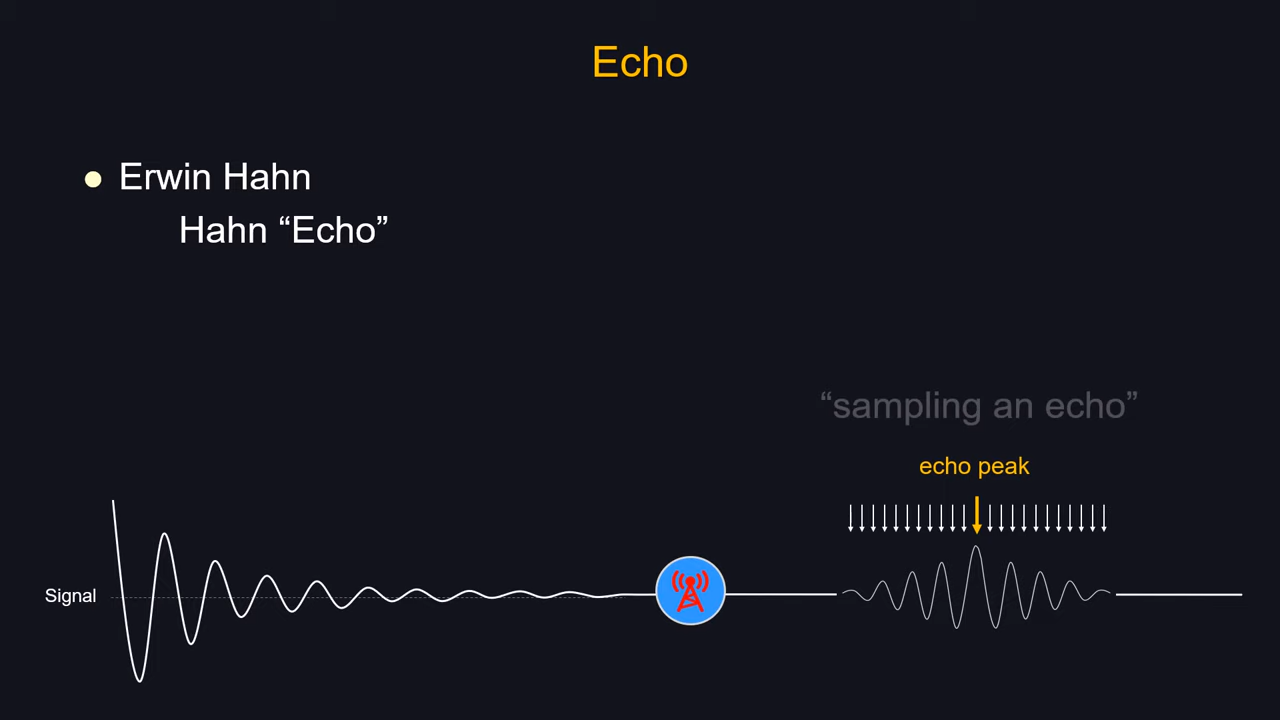 Echo
Erwin Hahn
Hahn “Echo”
“sampling an echo”
echo peak
Signal